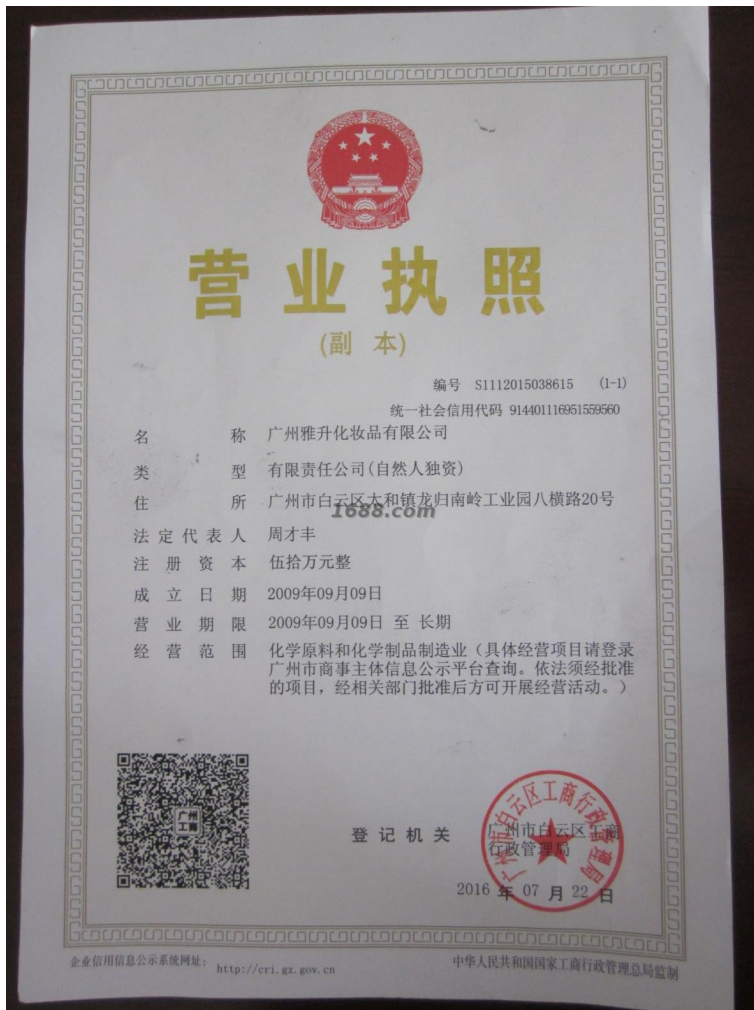 营业执照
(副 本)
编号 S1112015038615 (1-1)
统一社会信用代码 914401116951559560
名称 广州雅升化妆品有限公司
类型 有限责任公司(自然人独资)
住所 广州市白云区太和镇龙归南岭工业园八横路20号
1688.com
法定代表人 周才丰
注册资本 伍拾万元整
成立日期 2009年09月09日
营业期限 2009年09月09日 至 长期
经营范围 化学原料和化学制品制造业（具体经营项目请登录
广州市商事主体信息公示平台查询。依法须经批准
的项目，经相关部门批准后方可开展经营活动。）
广州
工商
登记机关
广州市白云区工商
行政管理局
广州市白云区工商行政管理局
2016 年 07 月 22 日
企业信用信息公示系统网址： http://cri.gz.gov.cn
中华人民共和国国家工商行政管理总局监制